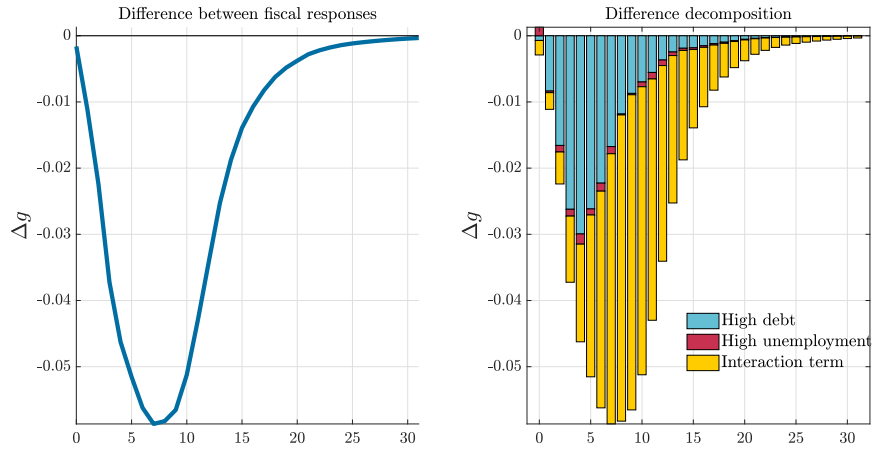 Difference between fiscal responses
0
-0.01
-0.02
-0.03
-0.04
-0.05
Δg
0 5 10 15 20 25 30
Difference decomposition
0
-0.01
-0.02
-0.03
-0.04
-0.05
Δg
High debt
High unemployment
Interaction term
0 5 10 15 20 25 30